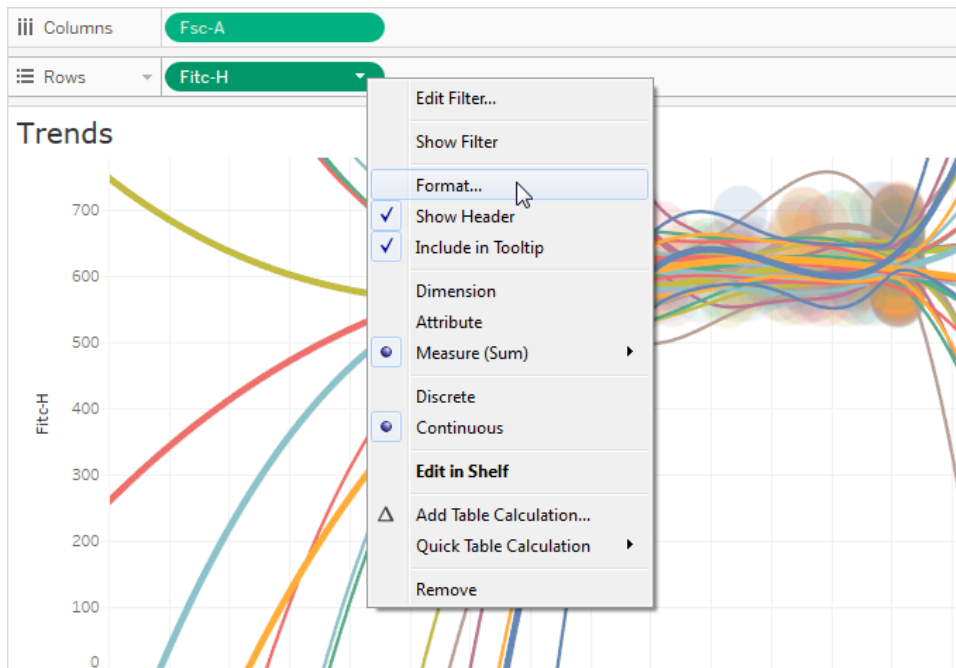 Columns
Fsc-A
Rows
Fitc-H
Trends
Edit Filter...
Show Filter
Format...
Show Header
Include in Tooltip
Dimension
Attribute
Measure (Sum)
Discrete
Continuous
Edit in Shelf
Add Table Calculation...
Quick Table Calculation
Remove
Fitc-H
700
600
500
400
300
200
100
0